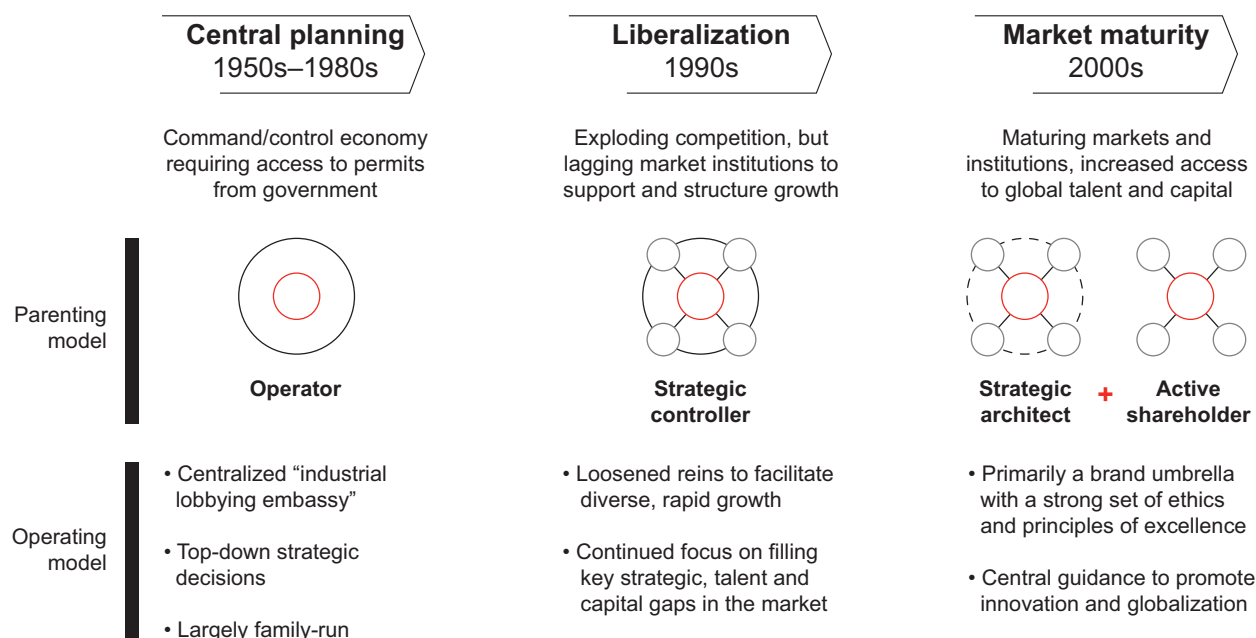 Central planning
1950s–1980s
Liberalization
1990s
Market maturity
2000s
Command/control economy
requiring access to permits
from government
Exploding competition, but
lagging market institutions to
support and structure growth
Maturing markets and
institutions, increased access
to global talent and capital
Parenting
model
Operator
Strategic
controller
Strategic
architect
+
Active
shareholder
Operating
model
• Centralized “industrial
lobbying embassy”
• Top-down strategic
decisions
• Largely family-run
• Loosened reins to facilitate
diverse, rapid growth
• Continued focus on filling
key strategic, talent and
capital gaps in the market
• Primarily a brand umbrella
with a strong set of ethics
and principles of excellence
• Central guidance to promote
innovation and globalization